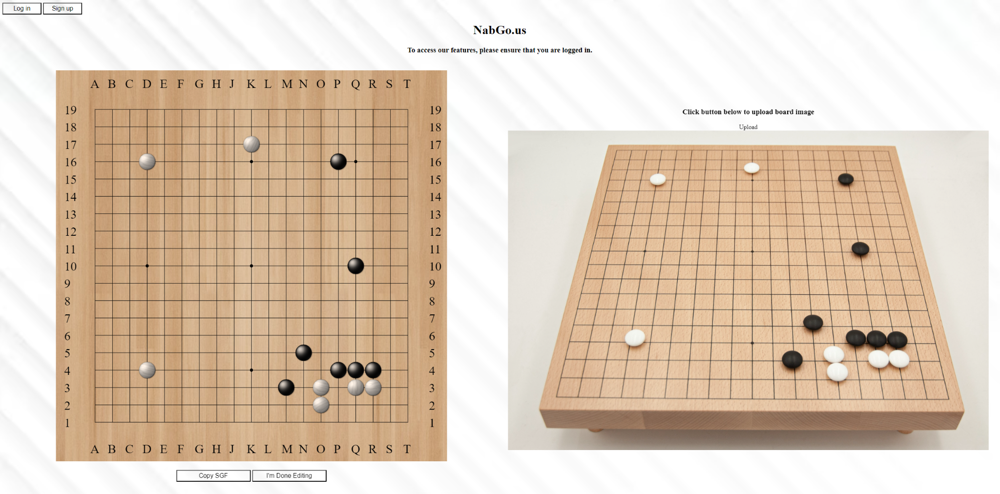 Log in Sign up
NabGo.us
To access our features, please ensure that you are logged in.
A B C D E F G H J K L M N O P Q R S T
19 19
18 18
17 17
16 16
15 15
14 14
13 13
12 12
11 11
10 10
9 9
8 8
7 7
6 6
5 5
4 4
3 3
2 2
1 1
A B C D E F G H J K L M N O P Q R S T
Copy SGF I'm Done Editing
Click button below to upload board image
Upload